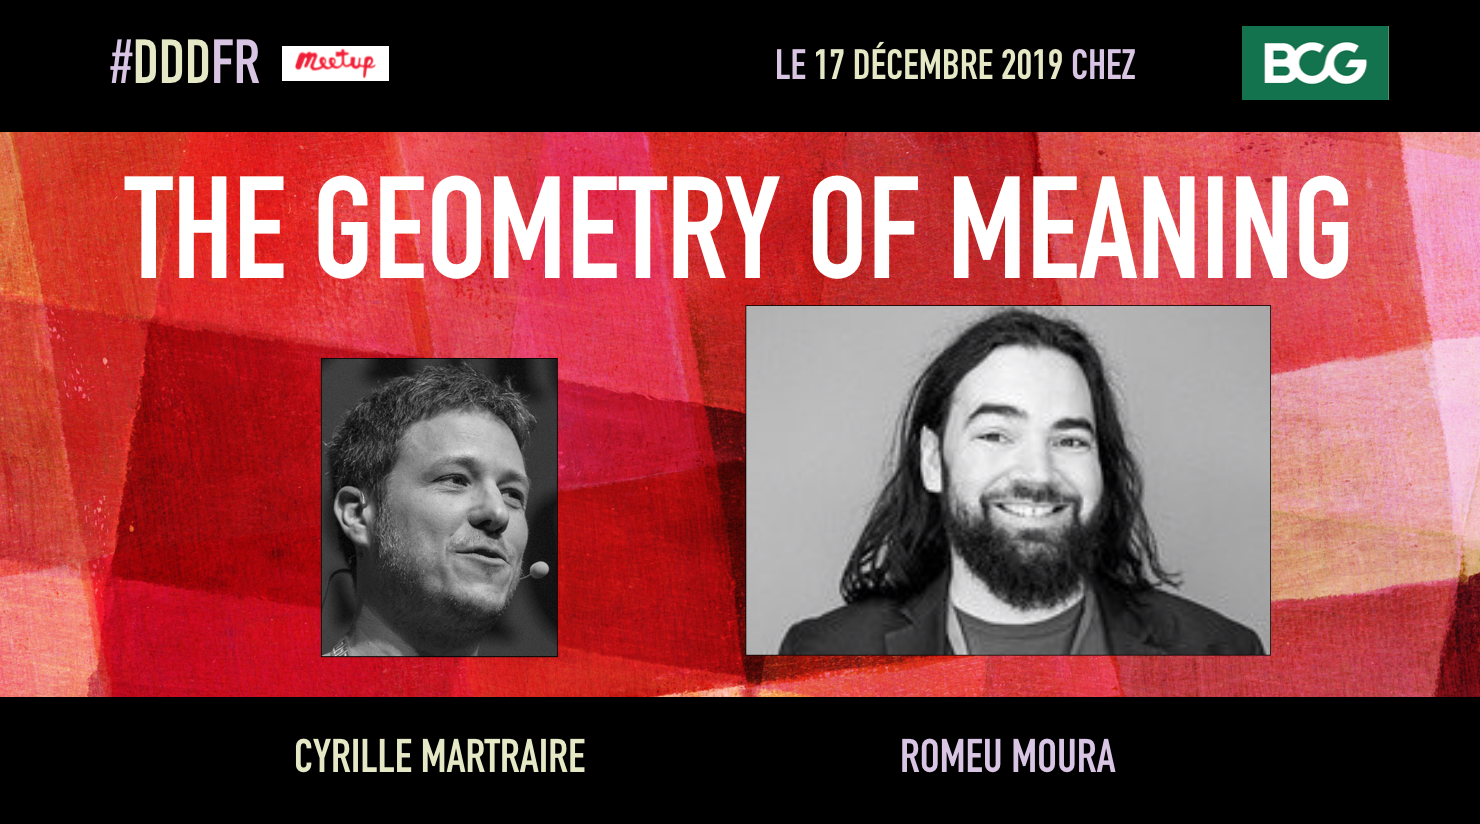 #DDDFR
meetup
LE 17 DÉCEMBRE 2019 CHEZ
BCG
THE GEOMETRY OF MEANING
CYRILLE MARTRAIRE
ROMEU MOURA